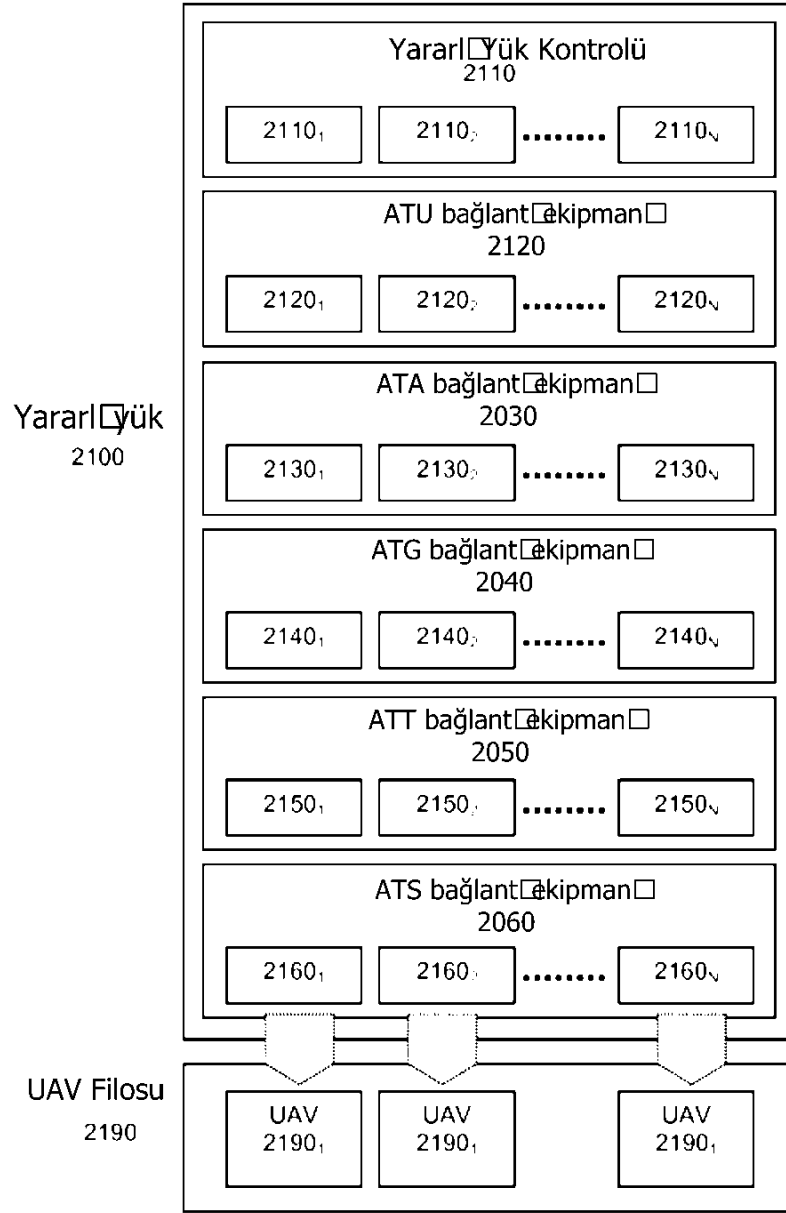 Yararl□Yük Kontrolü
2110
2110₁ 2110₂ ........ 2110N
ATU bağlant□ekipman□
2120
2120₁ 2120₂ ........ 2120N
ATA bağlant□ekipman□
2030
2130₁ 2130₂ ........ 2130N
Yararl□yük
2100
ATG bağlant□ekipman□
2040
2140₁ 2140₂ ........ 2140N
ATT bağlant□ekipman□
2050
2150₁ 2150₂ ........ 2150N
ATS bağlant□ekipman□
2060
2160₁ 2160₂ ........ 2160N
UAV Filosu
2190
UAV
2190₁
UAV
2190₁
UAV
2190₁